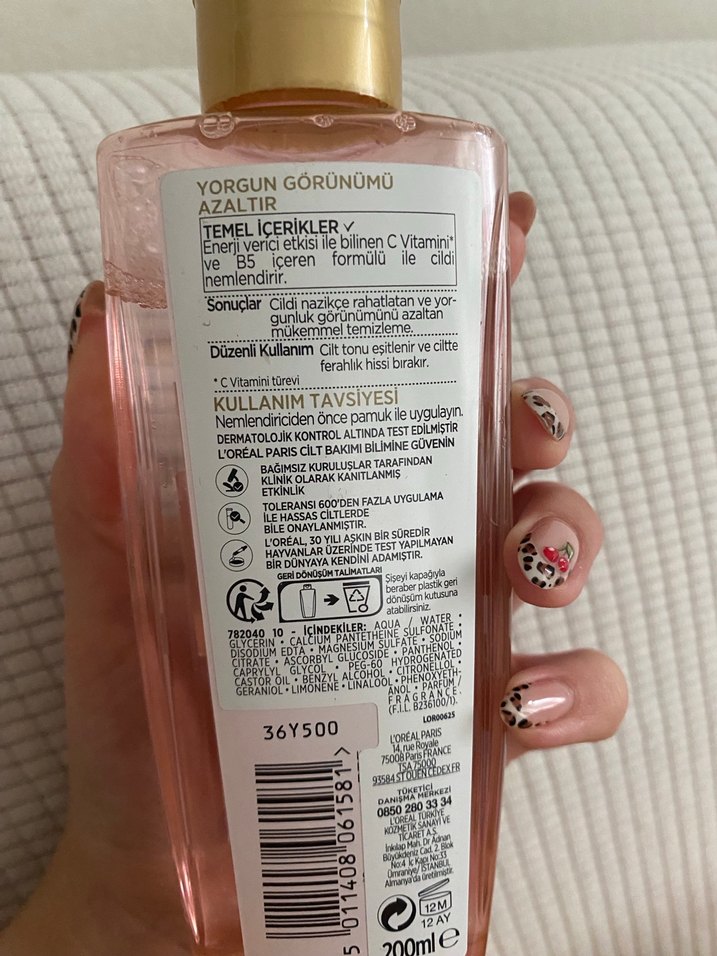 YORGUN GÖRÜNÜMÜ
AZALTIR
TEMEL İÇERİKLER ✓
Enerji verici etkisi ile bilinen C Vitamini*
ve B5 içeren formülü ile cildi
nemlendirir.
Sonuçlar Cildi nazikçe rahatlatan ve yor-
gunluk görünümünü azaltan
mükemmel temizleme.
Düzenli Kullanım Cilt tonu eşitlenir ve ciltte
ferahlık hissi bırakır.
* C Vitamini türevi
KULLANIM TAVSİYESİ
Nemlendiriciden önce pamuk ile uygulayın.
DERMATOLOJİK KONTROL ALTINDA TEST EDİLMİŞTİR
L'ORÉAL PARIS CİLT BAKIMI BİLİMİNE GÜVENİN
BAĞIMSIZ KURULUŞLAR TARAFINDAN
KLİNİK OLARAK KANITLANMIŞ
ETKİNLİK
TOLERANSI 600'DEN FAZLA UYGULAMA
İLE HASSAS CİLTLERDE
BİLE ONAYLANMIŞTIR.
L'ORÉAL, 30 YILI AŞKIN BİR SÜREDİR
HAYVANLAR ÜZERİNDE TEST YAPILMAYAN
BİR DÜNYAYA KENDİNİ ADAMIŞTIR.
GERİ DÖNÜŞÜM TALİMATLARI
Şişeyi kapağıyla
beraber plastik geri
dönüşüm kutusuna
atabilirsiniz.
782040 10 - İÇİNDEKİLER: AQUA / WATER •
GLYCERIN • CALCIUM PANTETHEINE SULFONATE •
DISODIUM EDTA • MAGNESIUM SULFATE • SODIUM
CITRATE • ASCORBYL GLUCOSIDE • PANTHENOL •
CAPRYLYL GLYCOL • PEG-60 HYDROGENATED
CASTOR OIL • BENZYL ALCOHOL • CITRONELLOL •
GERANIOL • LIMONENE • LINALOOL • PHENOXYETH-
ANOL • PARFUM /
FRAGRANCE.
(F.I.L. B236100/1).
LOR00625
36Y500
L'ORÉAL PARIS
14, rue Royale
75008 Paris FRANCE
TSA 75000
93584 ST OUEN CEDEX FR
TÜKETİCİ
DANIŞMA MERKEZİ
0850 280 33 34
L'ORÉAL TÜRKİYE
KOZMETİK SANAYİ VE
TİCARET A.Ş.
İnkılap Mah. Dr Adnan
Büyükdeniz Cad. 2. Blok
No:4 İç Kapı No:33
Ümraniye/ İSTANBUL
Almanya'da üretilmiştir.
5 011408 061581 >
12M
12 AY
200ml e